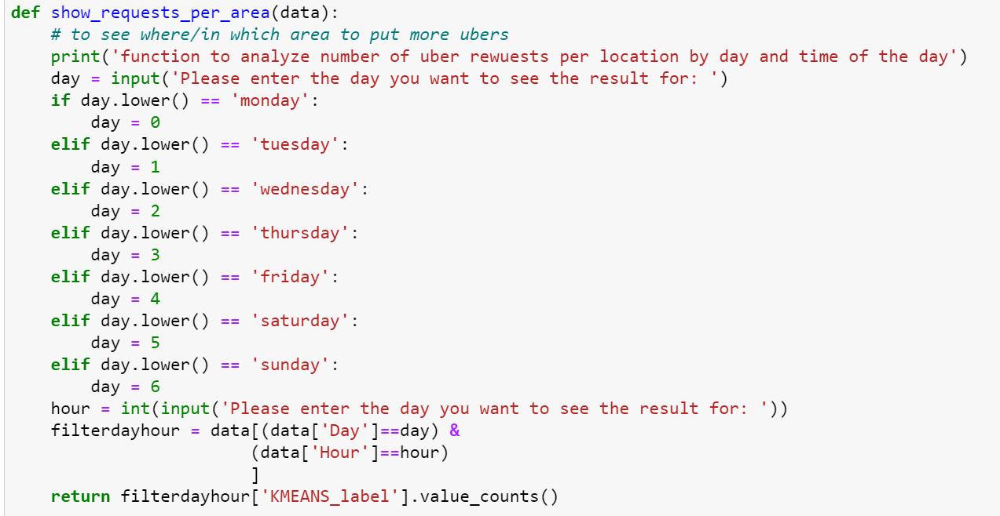 def show_requests_per_area(data):
    # to see where/in which area to put more ubers
    print('function to analyze number of uber rewuests per location by day and time of the day')
    day = input('Please enter the day you want to see the result for: ')
    if day.lower() == 'monday':
        day = 0
    elif day.lower() == 'tuesday':
        day = 1
    elif day.lower() == 'wednesday':
        day = 2
    elif day.lower() == 'thursday':
        day = 3
    elif day.lower() == 'friday':
        day = 4
    elif day.lower() == 'saturday':
        day = 5
    elif day.lower() == 'sunday':
        day = 6
    hour = int(input('Please enter the day you want to see the result for: '))
    filterdayhour = data[(data['Day']==day) &
                        (data['Hour']==hour)
                        ]
    return filterdayhour['KMEANS_label'].value_counts()